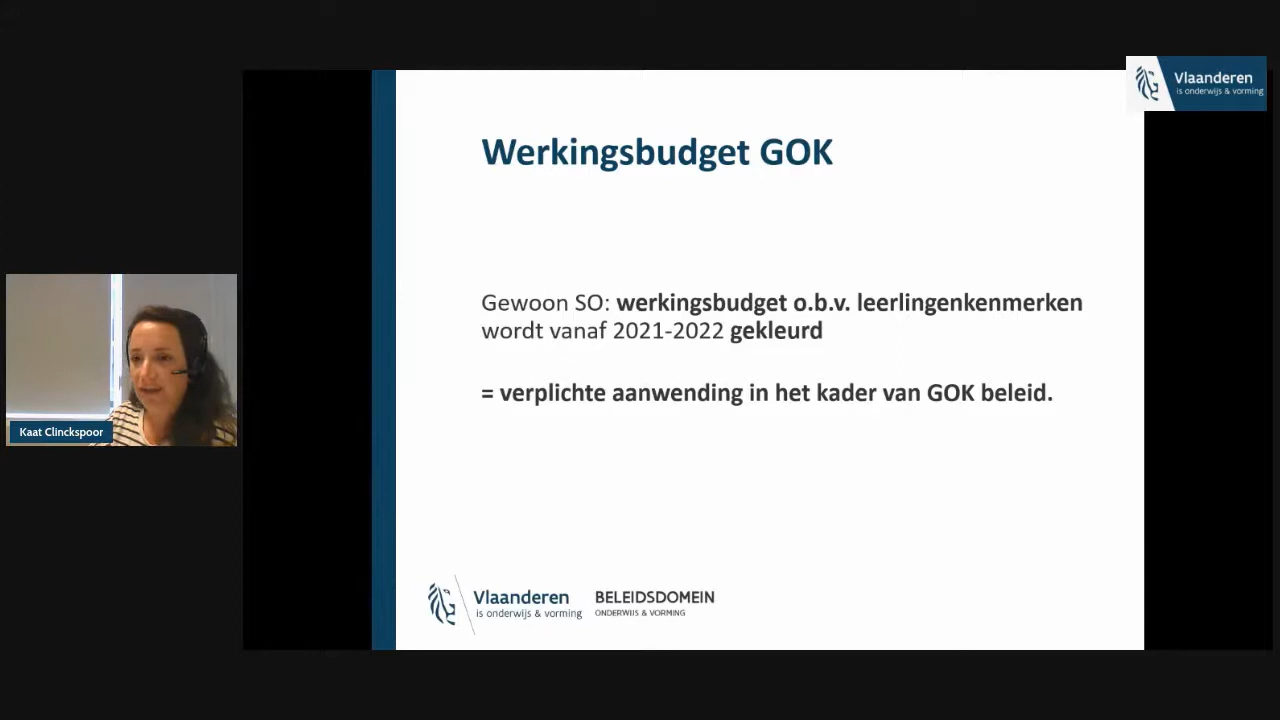 Vlaanderen
is onderwijs & vorming
Werkingsbudget GOK
Gewoon SO: werkingsbudget o.b.v. leerlingenkenmerken
wordt vanaf 2021-2022 gekleurd
= verplichte aanwending in het kader van GOK beleid.
Kaat Clinckspoor
Vlaanderen
is onderwijs & vorming
BELEIDSDOMEIN
ONDERWIJS & VORMING